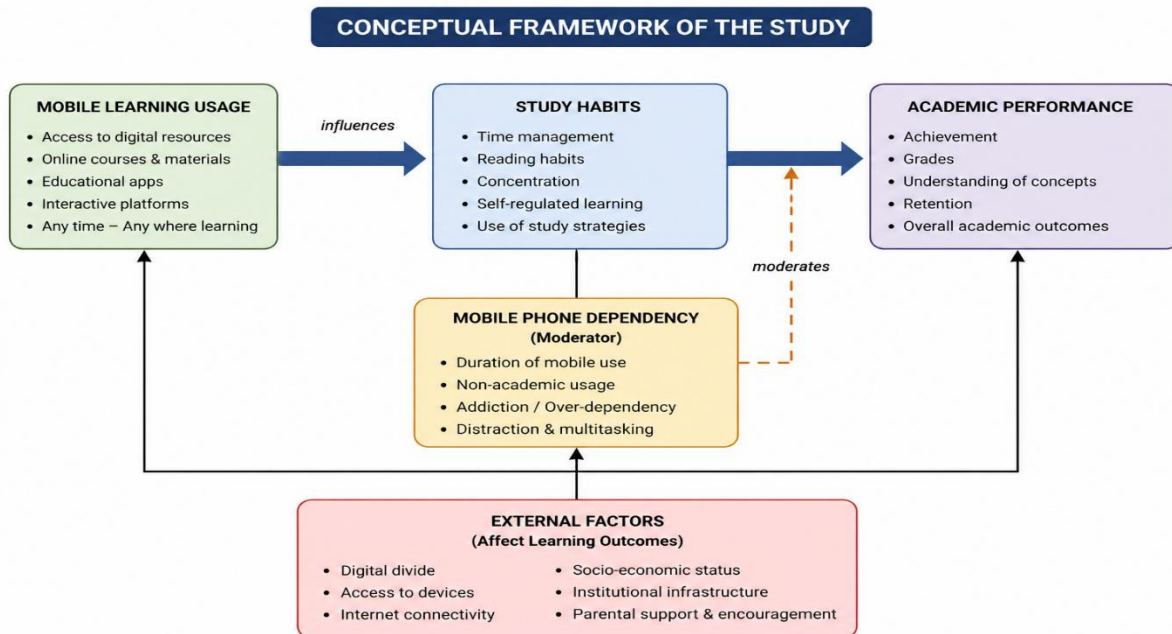 CONCEPTUAL FRAMEWORK OF THE STUDY
MOBILE LEARNING USAGE
• Access to digital resources
• Online courses & materials
• Educational apps
• Interactive platforms
• Any time – Any where learning
influences
STUDY HABITS
• Time management
• Reading habits
• Concentration
• Self-regulated learning
• Use of study strategies
ACADEMIC PERFORMANCE
• Achievement
• Grades
• Understanding of concepts
• Retention
• Overall academic outcomes
moderates
MOBILE PHONE DEPENDENCY
(Moderator)
• Duration of mobile use
• Non-academic usage
• Addiction / Over-dependency
• Distraction & multitasking
EXTERNAL FACTORS
(Affect Learning Outcomes)
• Digital divide
• Access to devices
• Internet connectivity
• Socio-economic status
• Institutional infrastructure
• Parental support & encouragement